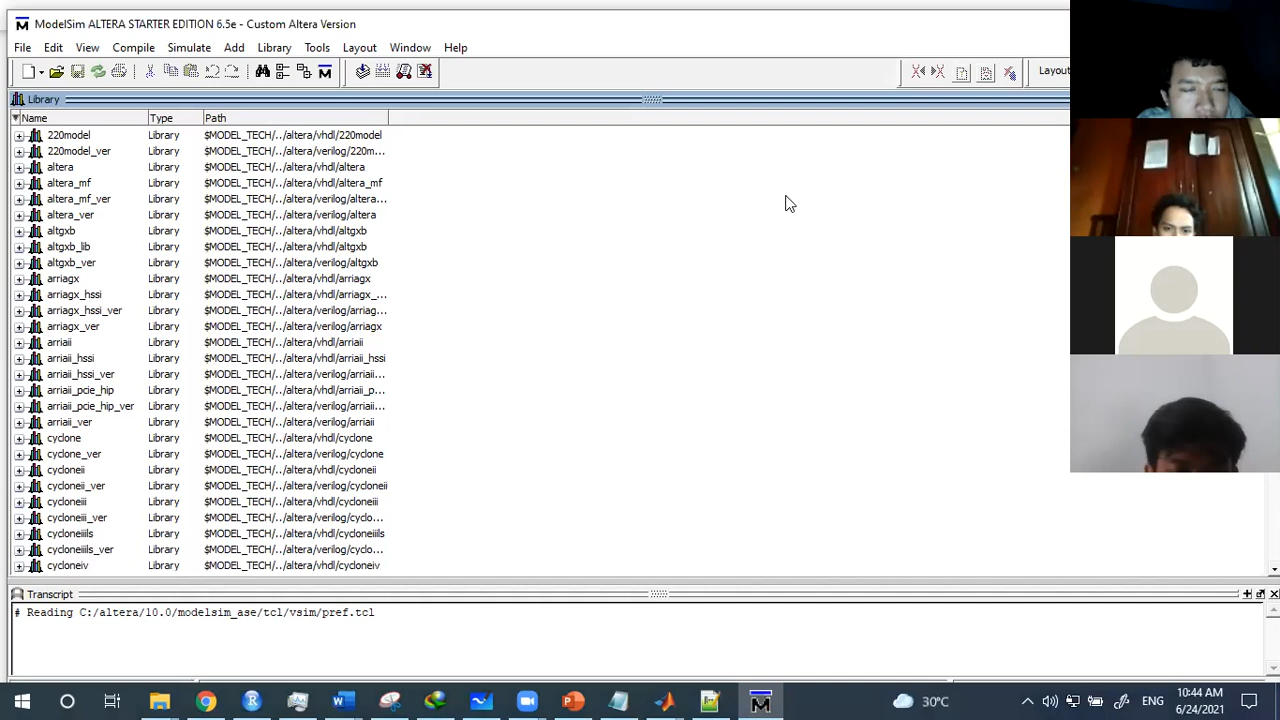 ModelSim ALTERA STARTER EDITION 6.5e - Custom Altera Version
File Edit View Compile Simulate Add Library Tools Layout Window Help
Layout
Library
Name Type Path
220model Library $MODEL_TECH/../altera/vhdl/220model
220model_ver Library $MODEL_TECH/../altera/verilog/220m...
altera Library $MODEL_TECH/../altera/vhdl/altera
altera_mf Library $MODEL_TECH/../altera/vhdl/altera_mf
altera_mf_ver Library $MODEL_TECH/../altera/verilog/altera...
altera_ver Library $MODEL_TECH/../altera/verilog/altera
altgxb Library $MODEL_TECH/../altera/vhdl/altgxb
altgxb_lib Library $MODEL_TECH/../altera/vhdl/altgxb
altgxb_ver Library $MODEL_TECH/../altera/verilog/altgxb
arriagx Library $MODEL_TECH/../altera/vhdl/arriagx
arriagx_hssi Library $MODEL_TECH/../altera/vhdl/arriagx_...
arriagx_hssi_ver Library $MODEL_TECH/../altera/verilog/arriag...
arriagx_ver Library $MODEL_TECH/../altera/verilog/arriagx
arriaii Library $MODEL_TECH/../altera/vhdl/arriaii
arriaii_hssi Library $MODEL_TECH/../altera/vhdl/arriaii_hssi
arriaii_hssi_ver Library $MODEL_TECH/../altera/verilog/arriaii...
arriaii_pcie_hip Library $MODEL_TECH/../altera/vhdl/arriaii_p...
arriaii_pcie_hip_ver Library $MODEL_TECH/../altera/verilog/arriaii...
arriaii_ver Library $MODEL_TECH/../altera/verilog/arriaii
cyclone Library $MODEL_TECH/../altera/vhdl/cyclone
cyclone_ver Library $MODEL_TECH/../altera/verilog/cyclone
cycloneii Library $MODEL_TECH/../altera/vhdl/cycloneii
cycloneii_ver Library $MODEL_TECH/../altera/verilog/cycloneii
cycloneiii Library $MODEL_TECH/../altera/vhdl/cycloneiii
cycloneiii_ver Library $MODEL_TECH/../altera/verilog/cyclo...
cycloneiiils Library $MODEL_TECH/../altera/vhdl/cycloneiiils
cycloneiiils_ver Library $MODEL_TECH/../altera/verilog/cyclo...
cycloneiv Library $MODEL_TECH/../altera/vhdl/cycloneiv
Transcript
# Reading C:/altera/10.0/modelsim_ase/tcl/vsim/pref.tcl
30°C ENG 10:44 AM
6/24/2021